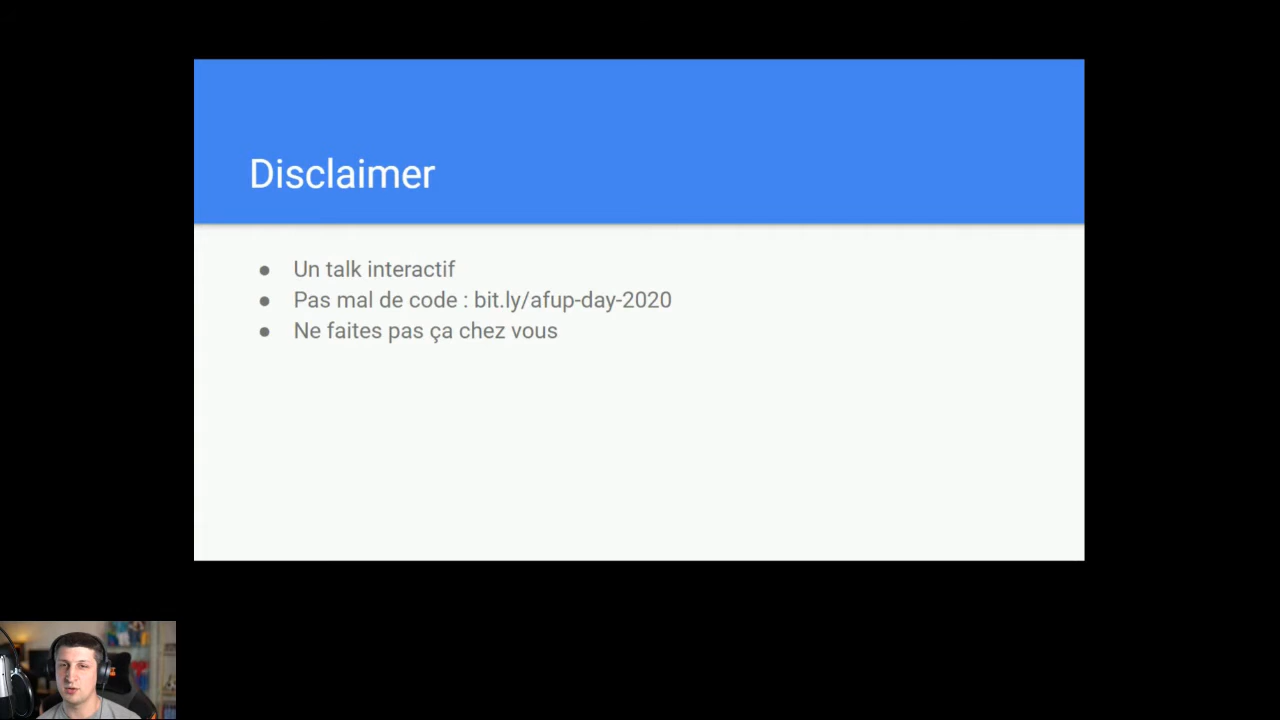 Disclaimer
● Un talk interactif
● Pas mal de code : bit.ly/afup-day-2020
● Ne faites pas ça chez vous